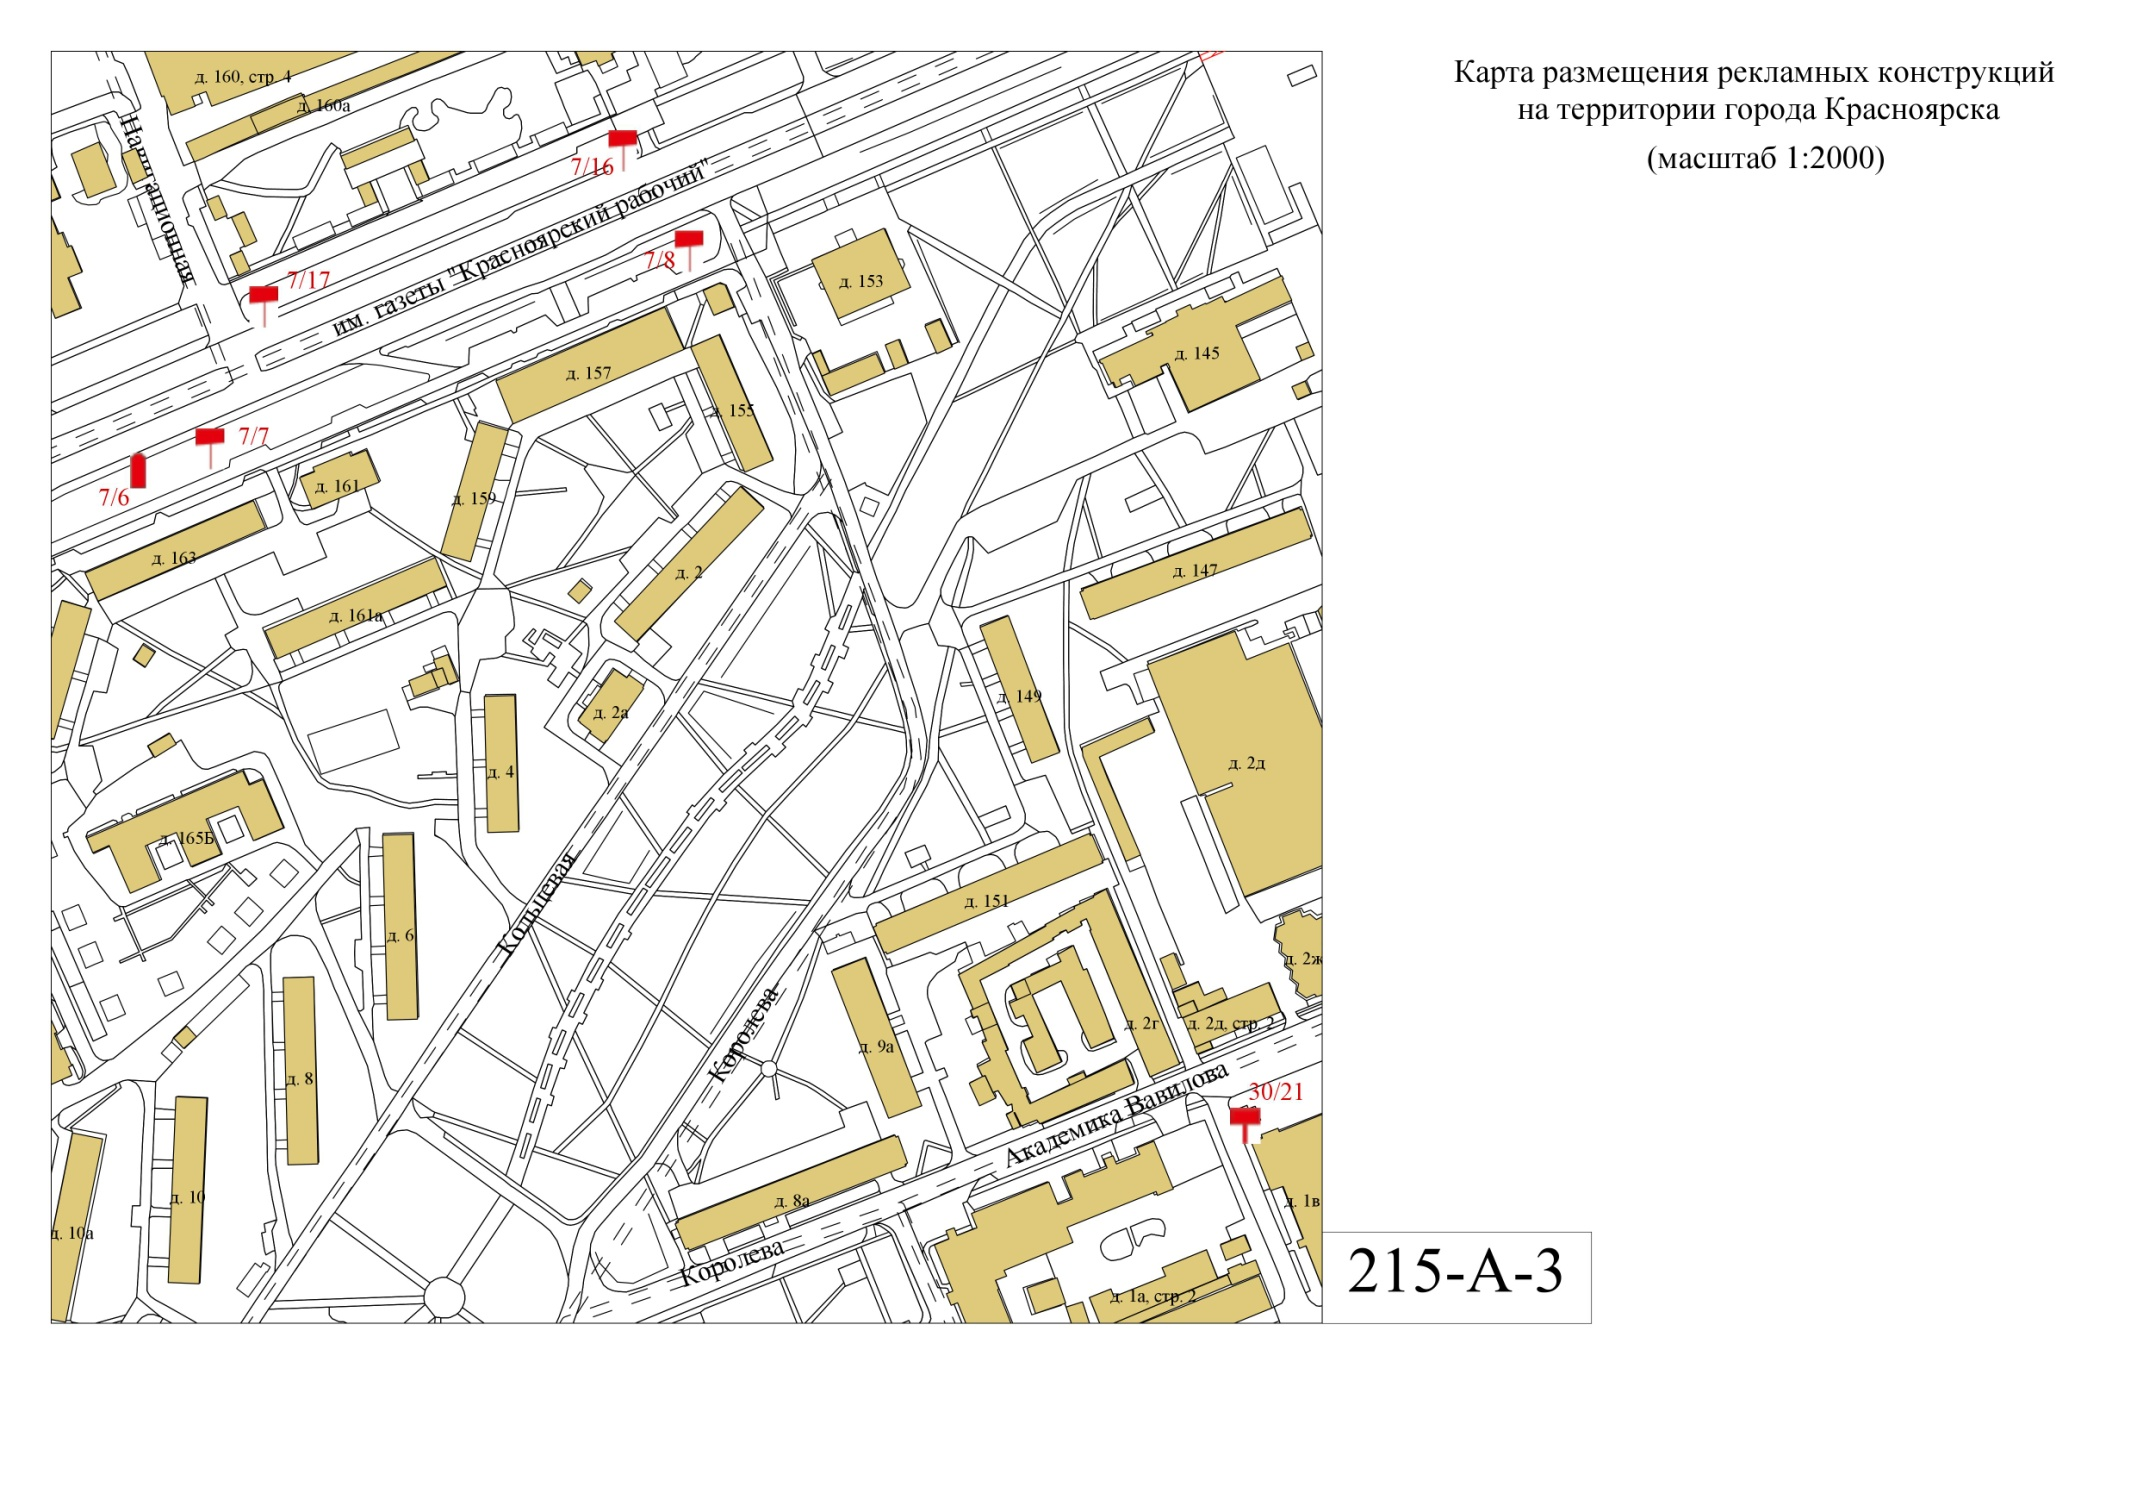 Карта размещения рекламных конструкций
на территории города Красноярска
(масштаб 1:2000)
д. 160, стр. 4
д. 160а
Навигационная
7/16
им. газеты "Красноярский рабочий"
7/8
7/17
д. 153
д. 145
д. 157
д. 155
7/7
7/6
д. 161
д. 159
д. 163
д. 2
д. 147
д. 161а
д. 149
д. 2а
д. 4
д. 2д
д. 165Б
Кольцевая
д. 151
д. 6
д. 2ж
Королева
д. 9а
д. 2г
д. 2д, стр. 2
д. 8
Академика Вавилова
30/21
д. 10
д. 8а
д. 1в
д. 10а
Королева
д. 1а, стр. 2
215-А-3